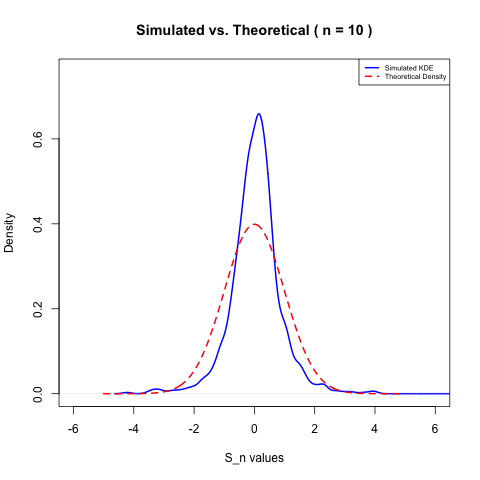 Simulated vs. Theoretical ( n = 10 )
Simulated KDE
Theoretical Density
Density
0.0
0.2
0.4
0.6
-6 -4 -2 0 2 4 6
S_n values